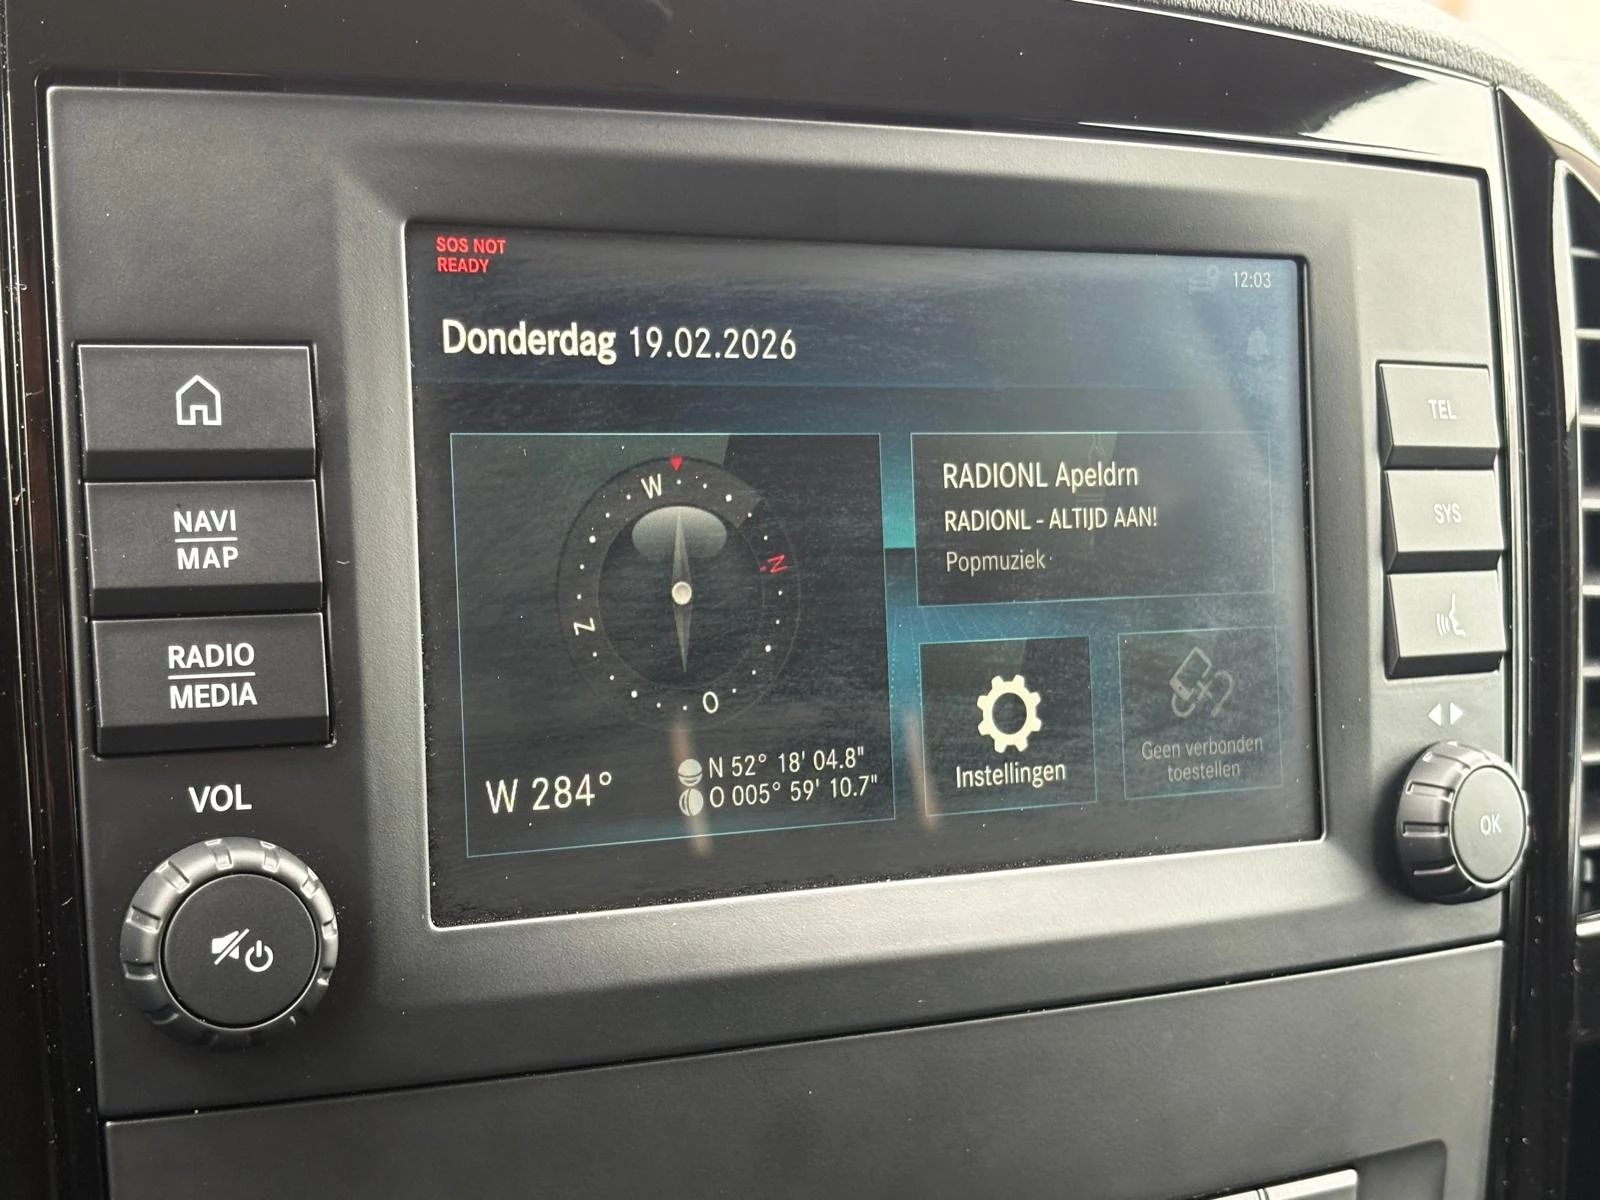 SOS NOT
READY
12:03
Donderdag 19.02.2026
W
N
Z
O
W 284°
N 52° 18' 04.8"
O 005° 59' 10.7"
RADIONL Apeldrn
RADIONL - ALTIJD AAN!
Popmuziek
Instellingen
Geen verbonden
toestellen
NAVI
MAP
RADIO
MEDIA
VOL
TEL
SYS
OK